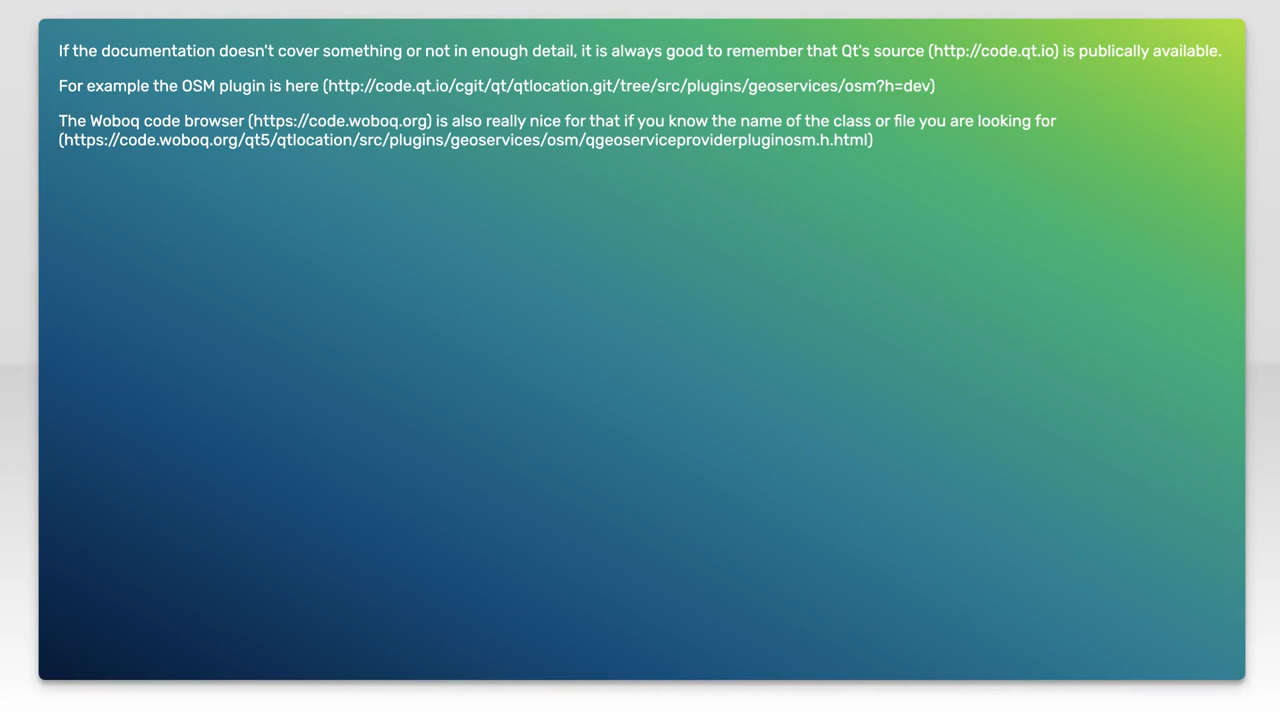 If the documentation doesn't cover something or not in enough detail, it is always good to remember that Qt's source (http://code.qt.io) is publically available.
For example the OSM plugin is here (http://code.qt.io/cgit/qt/qtlocation.git/tree/src/plugins/geoservices/osm?h=dev)
The Woboq code browser (https://code.woboq.org) is also really nice for that if you know the name of the class or file you are looking for
(https://code.woboq.org/qt5/qtlocation/src/plugins/geoservices/osm/qgeoserviceproviderpluginosm.h.html)